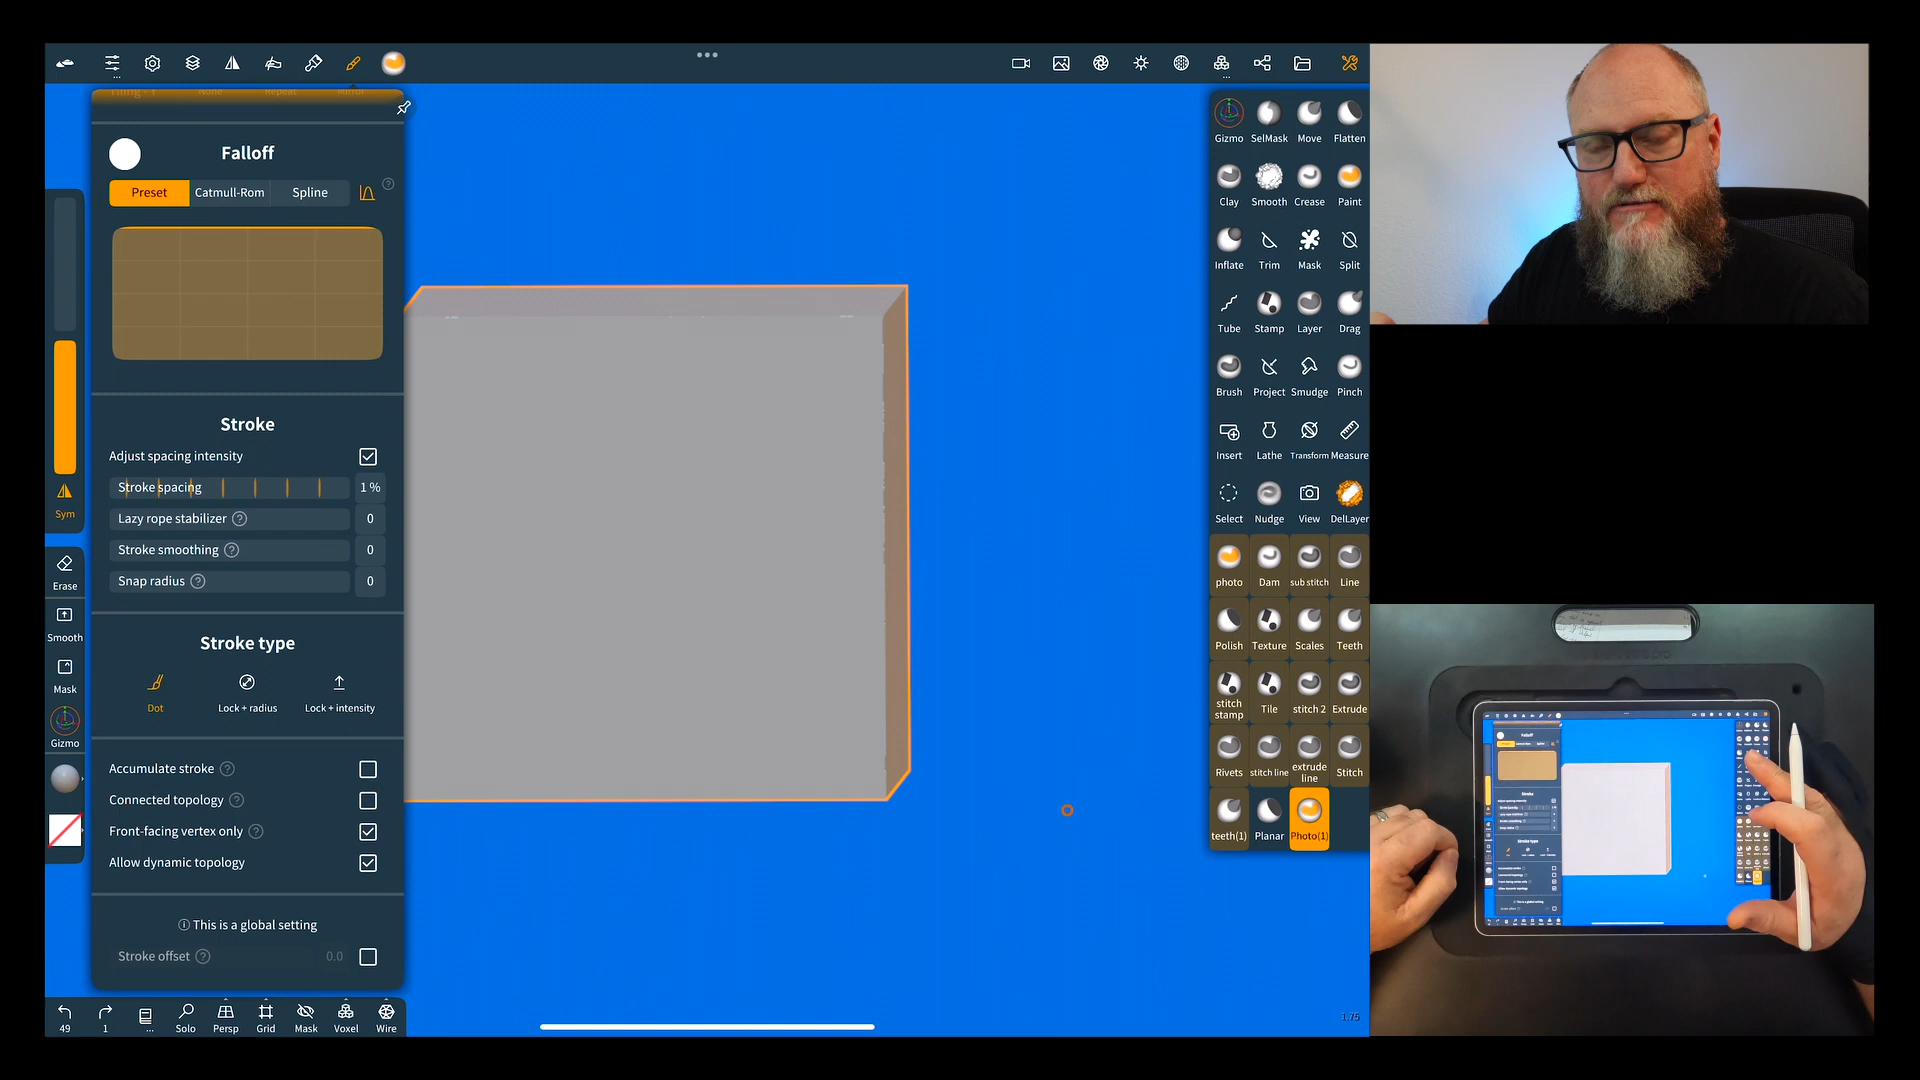 Tiling - Y None Repeat Mirror
Falloff
Preset Catmull-Rom Spline
Stroke
Adjust spacing intensity
Stroke spacing 1 %
Lazy rope stabilizer ? 0
Stroke smoothing ? 0
Snap radius ? 0
Stroke type
Dot Lock + radius Lock + intensity
Accumulate stroke ?
Connected topology ?
Front-facing vertex only ?
Allow dynamic topology
This is a global setting
Stroke offset ? 0.0
Sym
Erase
Smooth
Mask
Gizmo
49 1 ... Solo Persp Grid Mask Voxel Wire
Gizmo SelMask Move Flatten
Clay Smooth Crease Paint
Inflate Trim Mask Split
Tube Stamp Layer Drag
Brush Project Smudge Pinch
Insert Lathe Transform Measure
Select Nudge View DelLayer
photo Dam sub stitch Line
Polish Texture Scales Teeth
stitch stamp Tile stitch 2 Extrude
Rivets stitch line extrude line Stitch
teeth(1) Planar Photo(1)
1.75